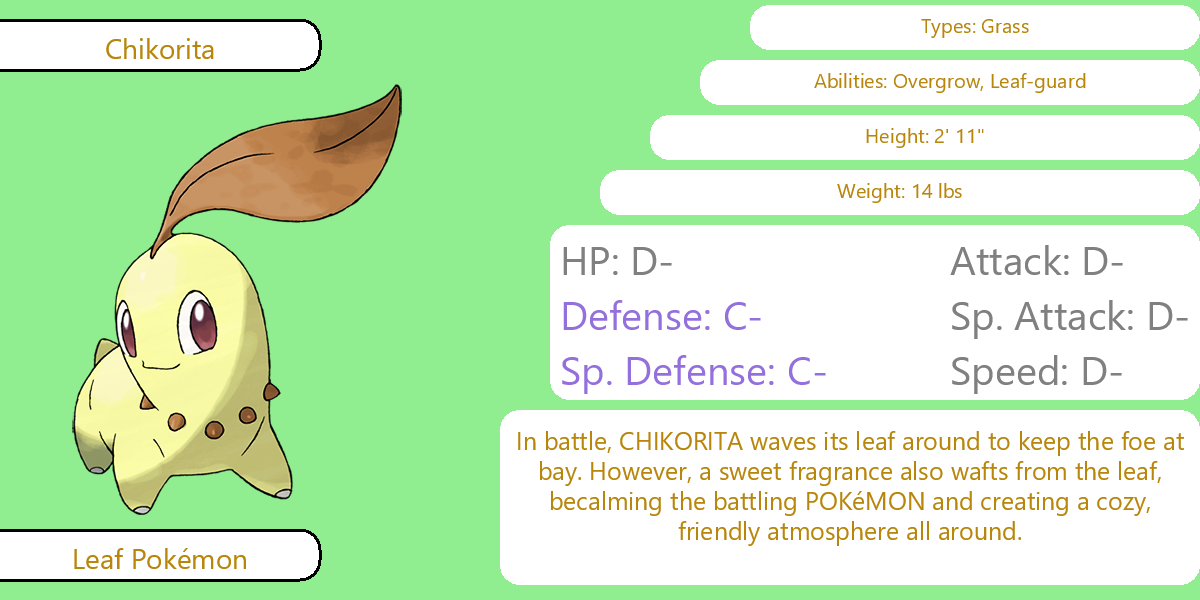 Chikorita
Types: Grass
Abilities: Overgrow, Leaf-guard
Height: 2' 11"
Weight: 14 lbs
HP: D-
Attack: D-
Defense: C-
Sp. Attack: D-
Sp. Defense: C-
Speed: D-
In battle, CHIKORITA waves its leaf around to keep the foe at
bay. However, a sweet fragrance also wafts from the leaf,
becalming the battling POKéMON and creating a cozy,
friendly atmosphere all around.
Leaf Pokémon